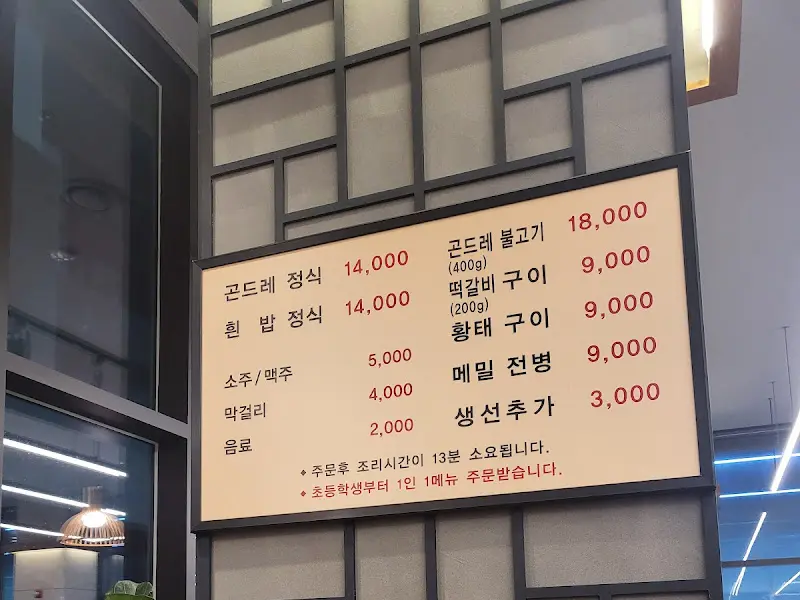 곤드레 정식 14,000
흰 밥 정식 14,000
소주/맥주 5,000
막걸리 4,000
음료 2,000
곤드레 불고기 18,000
(400g)
떡갈비 구이 9,000
(200g)
황태 구이 9,000
메밀 전병 9,000
생선추가 3,000
❖ 주문후 조리시간이 13분 소요됩니다.
❖ 초등학생부터 1인 1메뉴 주문받습니다.